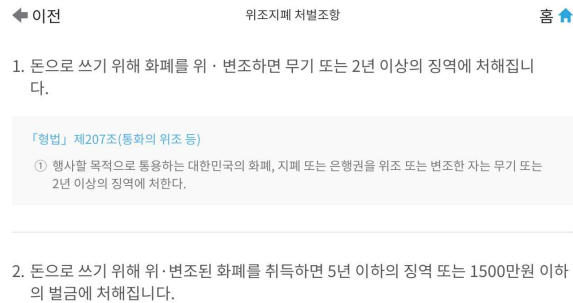 이전 위조지폐 처벌조항 홈
1. 돈으로 쓰기 위해 화폐를 위 · 변조하면 무기 또는 2년 이상의 징역에 처해집니
다.
「형법」제207조(통화의 위조 등)
① 행사할 목적으로 통용하는 대한민국의 화폐, 지폐 또는 은행권을 위조 또는 변조한 자는 무기 또는
2년 이상의 징역에 처한다.
2. 돈으로 쓰기 위해 위·변조된 화폐를 취득하면 5년 이하의 징역 또는 1500만원 이하
의 벌금에 처해집니다.